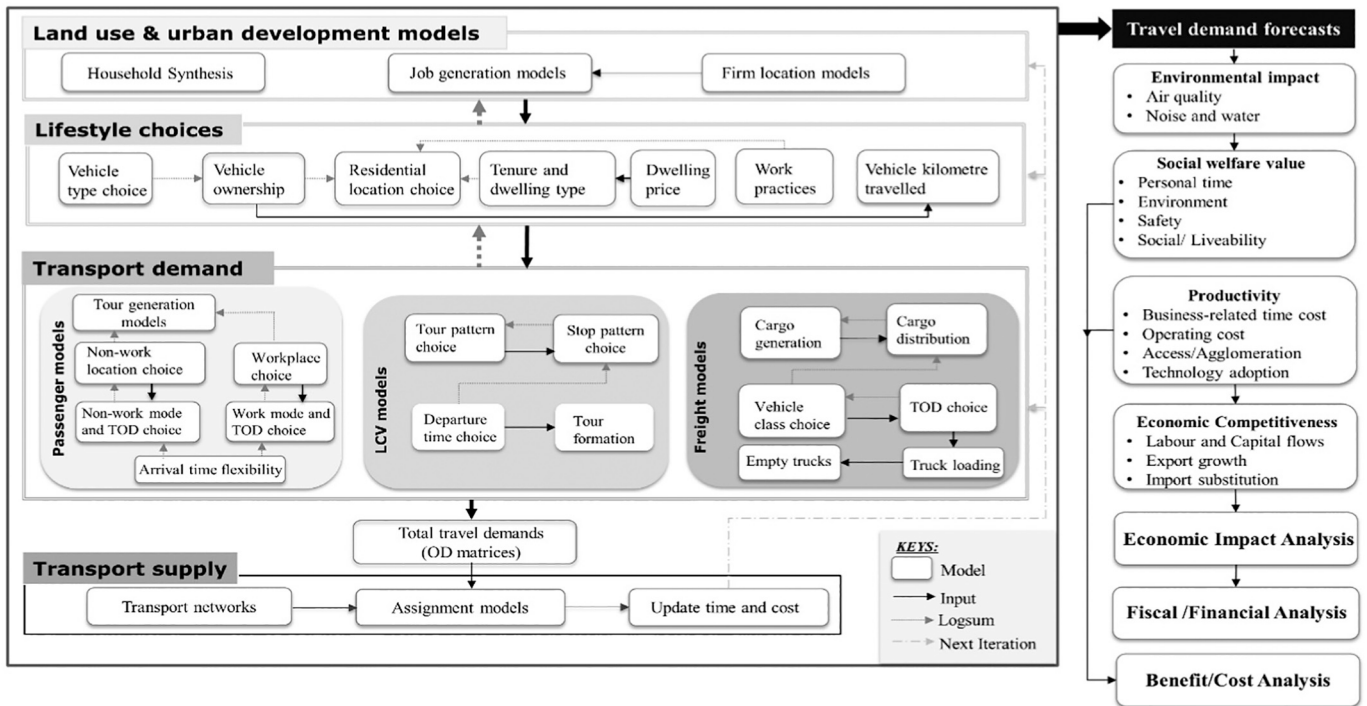 Land use & urban development models
Household Synthesis
Job generation models
Firm location models
Lifestyle choices
Vehicle
type choice
Vehicle
ownership
Residential
location choice
Tenure and
dwelling type
Dwelling
price
Work
practices
Vehicle kilometre
travelled
Transport demand
Passenger models
Tour generation
models
Non-work
location choice
Workplace
choice
Non-work mode
and TOD choice
Work mode and
TOD choice
Arrival time flexibility
LCV models
Tour pattern
choice
Stop pattern
choice
Departure
time choice
Tour
formation
Freight models
Cargo
generation
Cargo
distribution
Vehicle
class choice
TOD choice
Empty trucks
Truck loading
Total travel demands
(OD matrices)
Transport supply
Transport networks
Assignment models
Update time and cost
KEYS:
Model
Input
Logsum
Next Iteration
Travel demand forecasts
Environmental impact
• Air quality
• Noise and water
Social welfare value
• Personal time
• Environment
• Safety
• Social/ Liveability
Productivity
• Business-related time cost
• Operating cost
• Access/Agglomeration
• Technology adoption
Economic Competitiveness
• Labour and Capital flows
• Export growth
• Import substitution
Economic Impact Analysis
Fiscal /Financial Analysis
Benefit/Cost Analysis